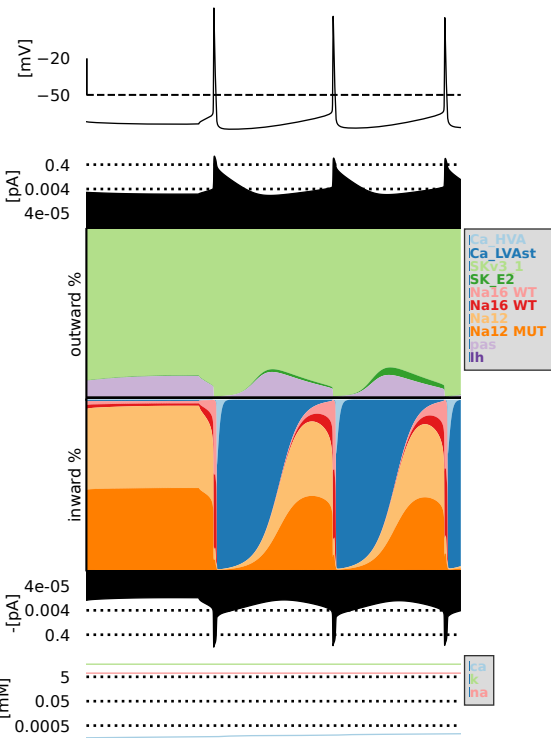 [mV]
−20
−50
[pA]
0.4
0.004
4e-05
outward %
Ca_HVA
Ca_LVAst
SKv3_1
SK_E2
Na16 WT
Na16 WT
Na12
Na12 MUT
pas
Ih
inward %
-[pA]
4e-05
0.004
0.4
[mM]
5
0.05
0.0005
ca
k
na